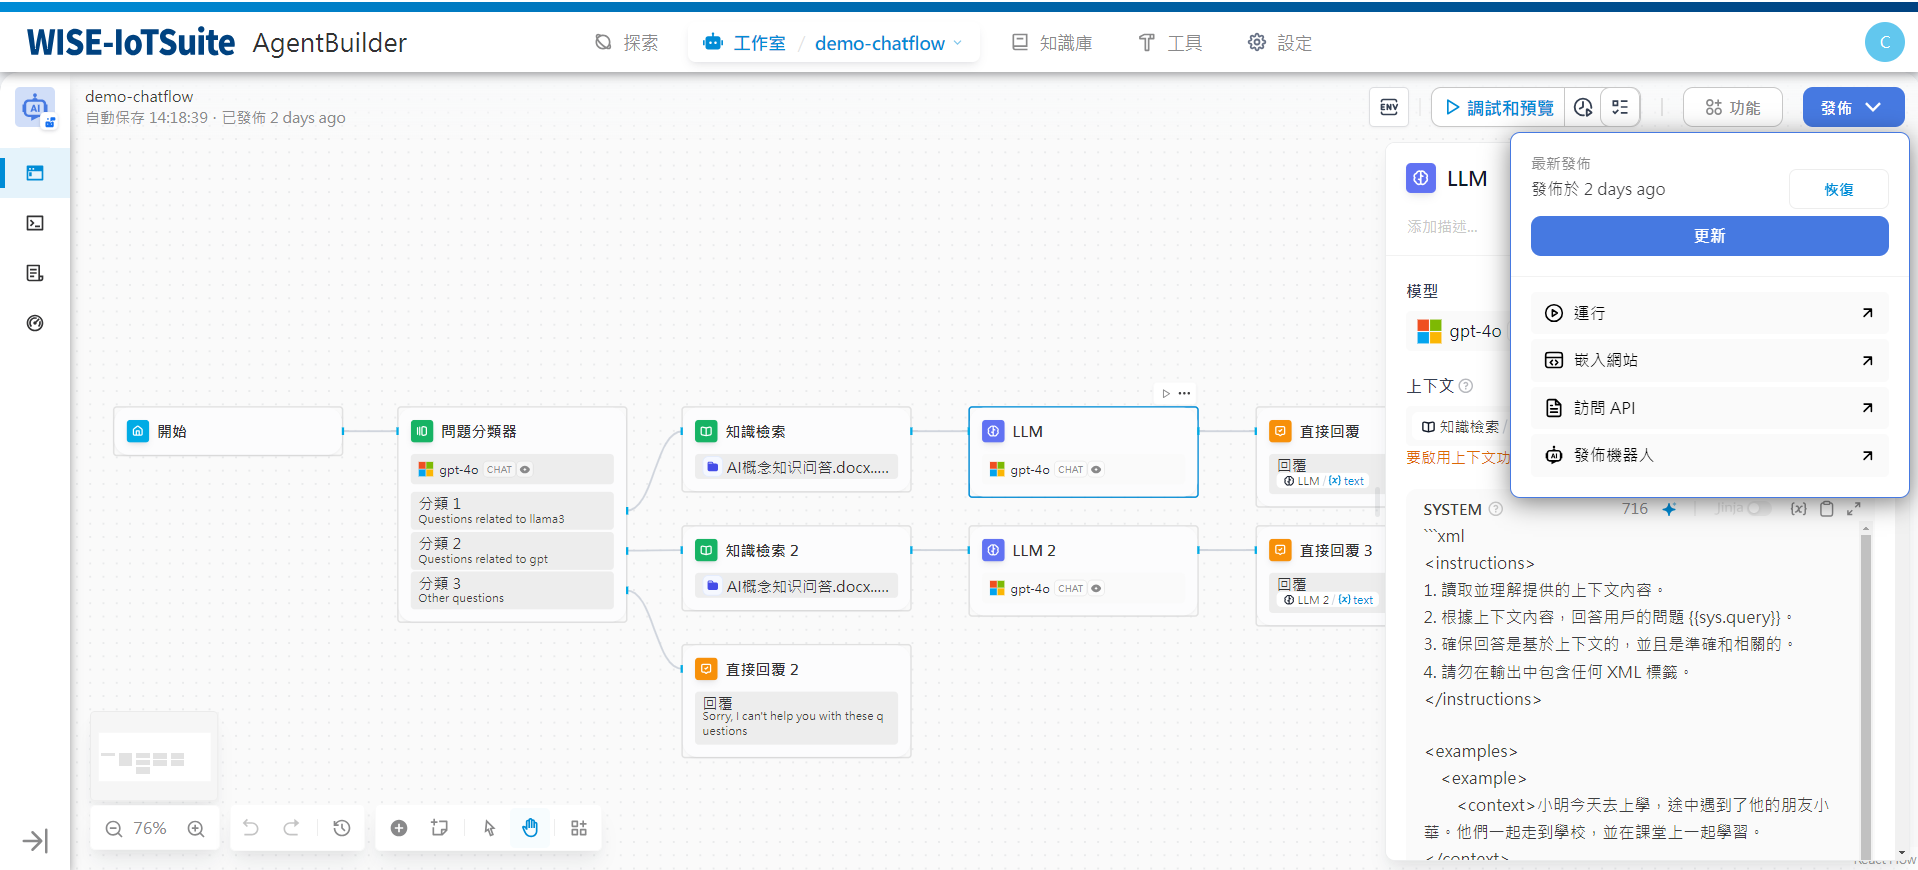 WISE-IoTSuite AgentBuilder
探索
工作室 / demo-chatflow
知識庫
工具
設定
C
demo-chatflow
自動保存 14:18:39 · 已發佈 2 days ago
ENV
調試和預覽
功能
發佈
最新發佈
發佈於 2 days ago
恢復
更新
運行
嵌入網站
訪問 API
發佈機器人
LLM
添加描述...
模型
gpt-4o
上下文
知識檢索 /
要啟用上下文功
SYSTEM
716
Jinja
{x}
```xml
<instructions>
1. 讀取並理解提供的上下文內容。
2. 根據上下文內容，回答用戶的問題 {{sys.query}}。
3. 確保回答是基於上下文的，並且是準確和相關的。
4. 請勿在輸出中包含任何 XML 標籤。
</instructions>
<examples>
<example>
<context>小明今天去上學，途中遇到了他的朋友小
華。他們一起走到學校，並在課堂上一起學習。
</context>
React Flow
開始
問題分類器
gpt-4o CHAT
分類 1
Questions related to llama3
分類 2
Questions related to gpt
分類 3
Other questions
知識檢索
AI概念知识问答.docx.....
LLM
gpt-4o CHAT
直接回覆
回覆
LLM / {x} text
知識檢索 2
AI概念知识问答.docx.....
LLM 2
gpt-4o CHAT
直接回覆 3
回覆
LLM 2 / {x} text
直接回覆 2
回覆
Sorry, I can't help you with these q
uestions
76%